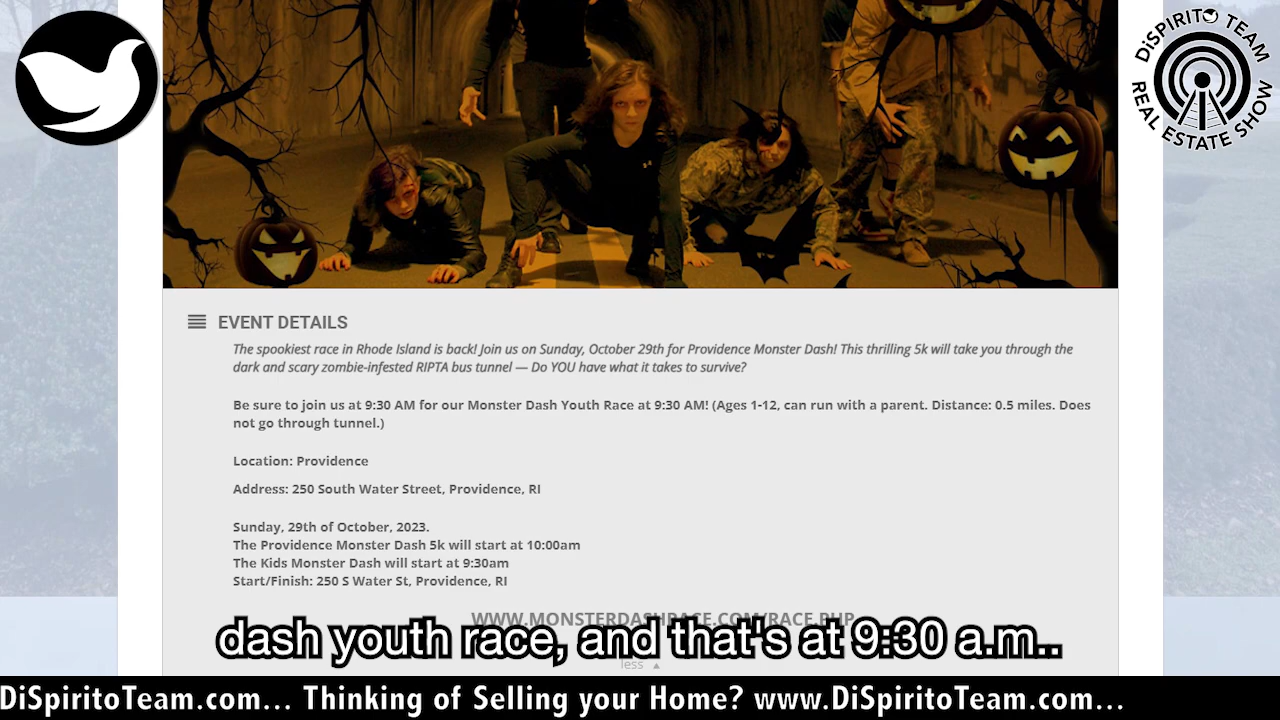 DiSPIRITO TEAM
REAL ESTATE SHOW
EVENT DETAILS
The spookiest race in Rhode Island is back! Join us on Sunday, October 29th for Providence Monster Dash! This thrilling 5k will take you through the
dark and scary zombie-infested RIPTA bus tunnel — Do YOU have what it takes to survive?
Be sure to join us at 9:30 AM for our Monster Dash Youth Race at 9:30 AM! (Ages 1-12, can run with a parent. Distance: 0.5 miles. Does
not go through tunnel.)
Location: Providence
Address: 250 South Water Street, Providence, RI
Sunday, 29th of October, 2023.
The Providence Monster Dash 5k will start at 10:00am
The Kids Monster Dash will start at 9:30am
Start/Finish: 250 S Water St, Providence, RI
WWW.MONSTERDASHRACE.COM/RACE.PHP
dash youth race, and that's at 9:30 a.m..
less ▲
DiSpiritoTeam.com... Thinking of Selling your Home? www.DiSpiritoTeam.com...